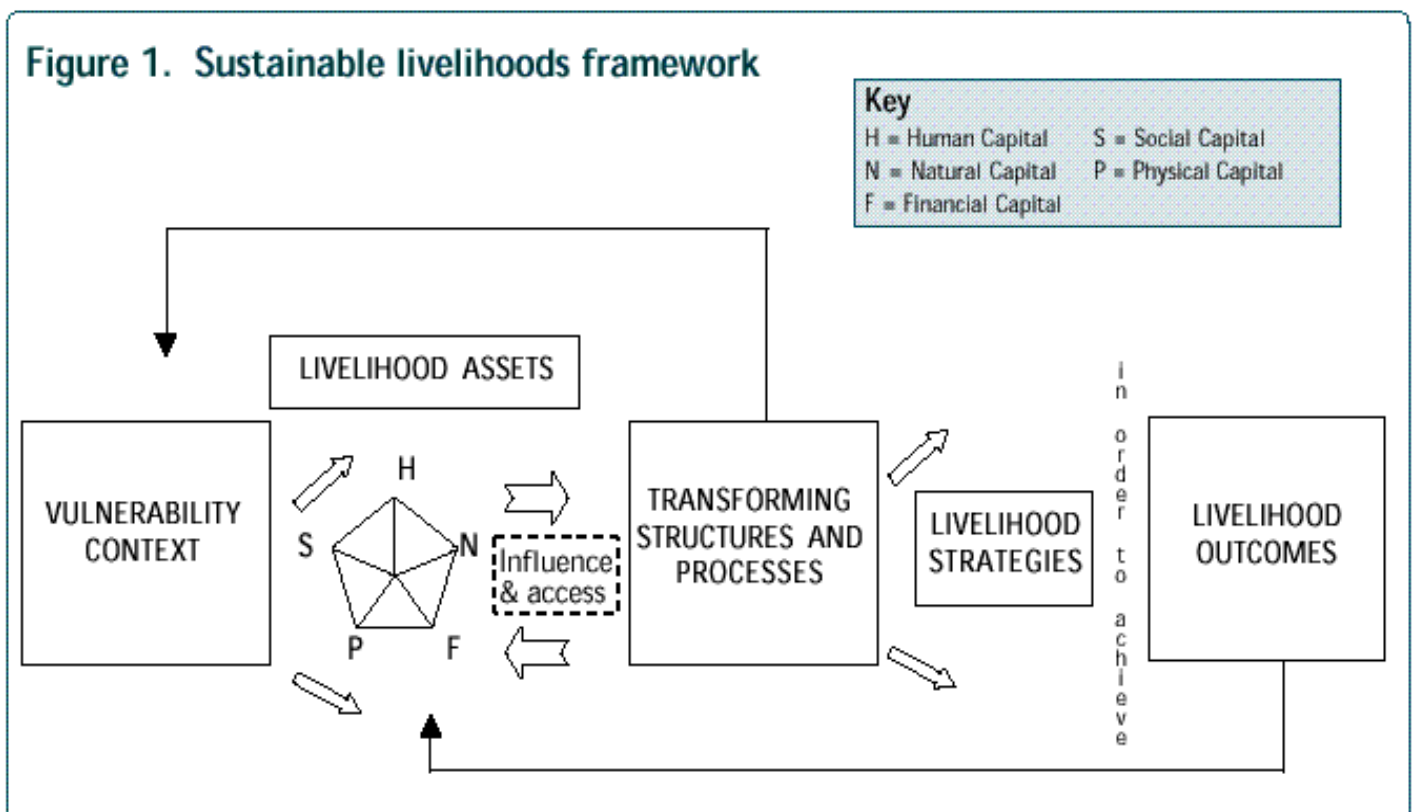 Figure 1. Sustainable livelihoods framework
Key
H = Human Capital S = Social Capital
N = Natural Capital P = Physical Capital
F = Financial Capital
LIVELIHOOD ASSETS
VULNERABILITY
CONTEXT
H
S
N
P
F
Influence
& access
TRANSFORMING
STRUCTURES AND
PROCESSES
LIVELIHOOD
STRATEGIES
in order to achieve
LIVELIHOOD
OUTCOMES